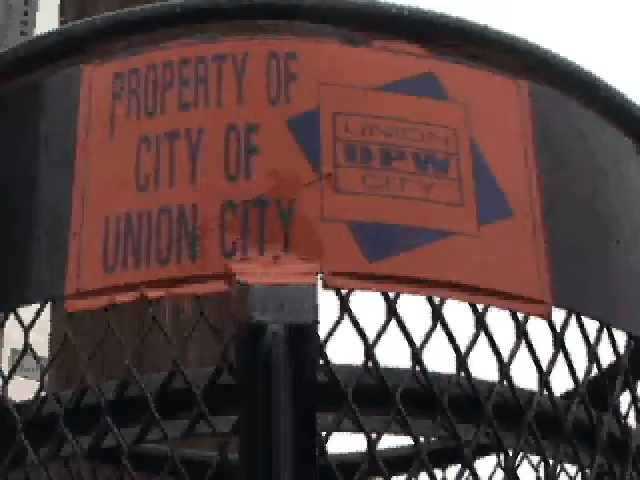 PROPERTY OF
CITY OF
UNION CITY
UNION
DPW
CITY